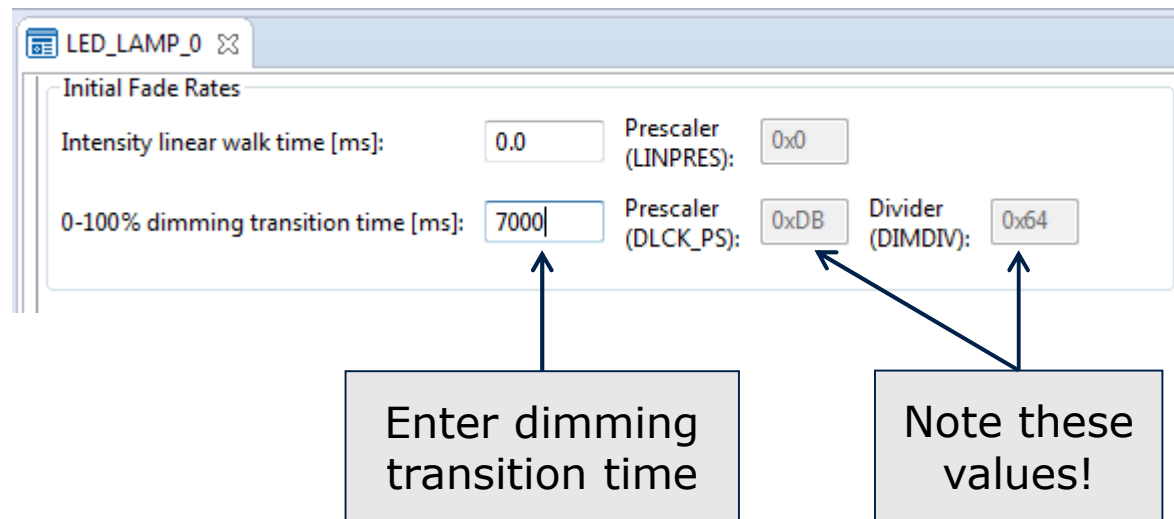 LED_LAMP_0
Initial Fade Rates
Intensity linear walk time [ms]: 0.0 Prescaler (LINPRES): 0x0
0-100% dimming transition time [ms]: 7000 Prescaler (DLCK_PS): 0xDB Divider (DIMDIV): 0x64
Enter dimming
transition time
Note these
values!